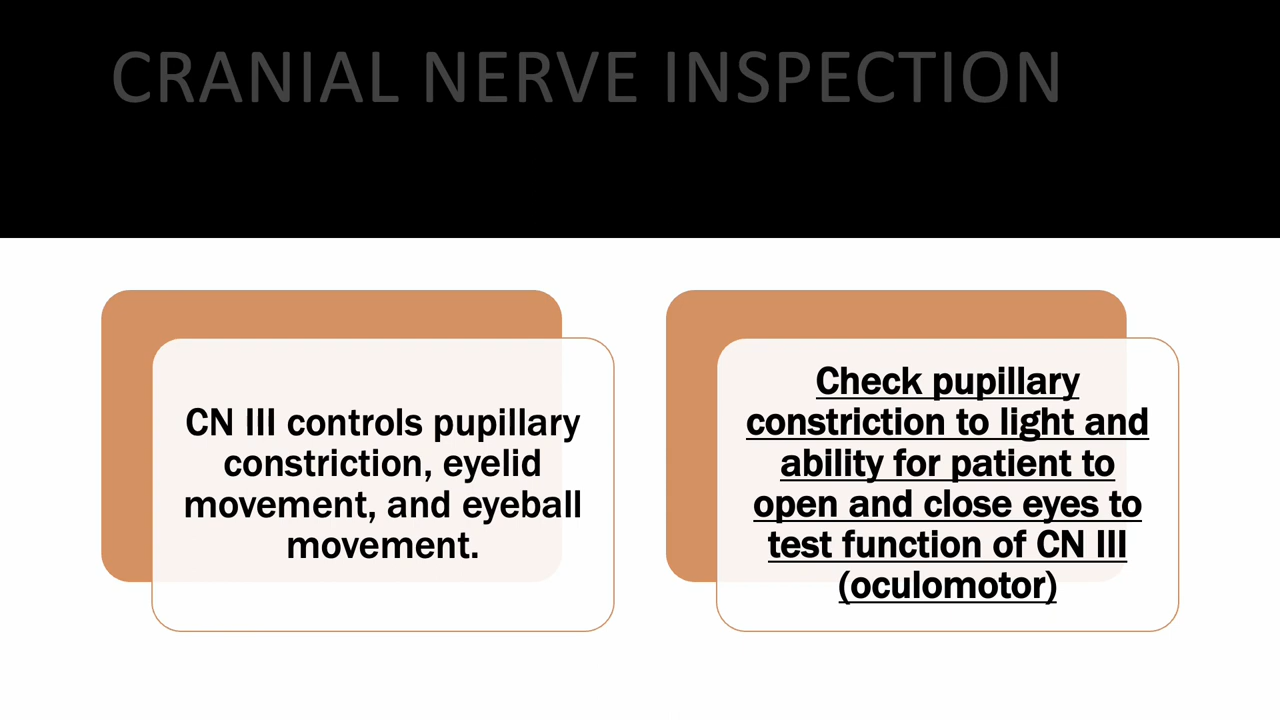 CRANIAL NERVE INSPECTION
CN III controls pupillary
constriction, eyelid
movement, and eyeball
movement.
Check pupillary
constriction to light and
ability for patient to
open and close eyes to
test function of CN III
(oculomotor)